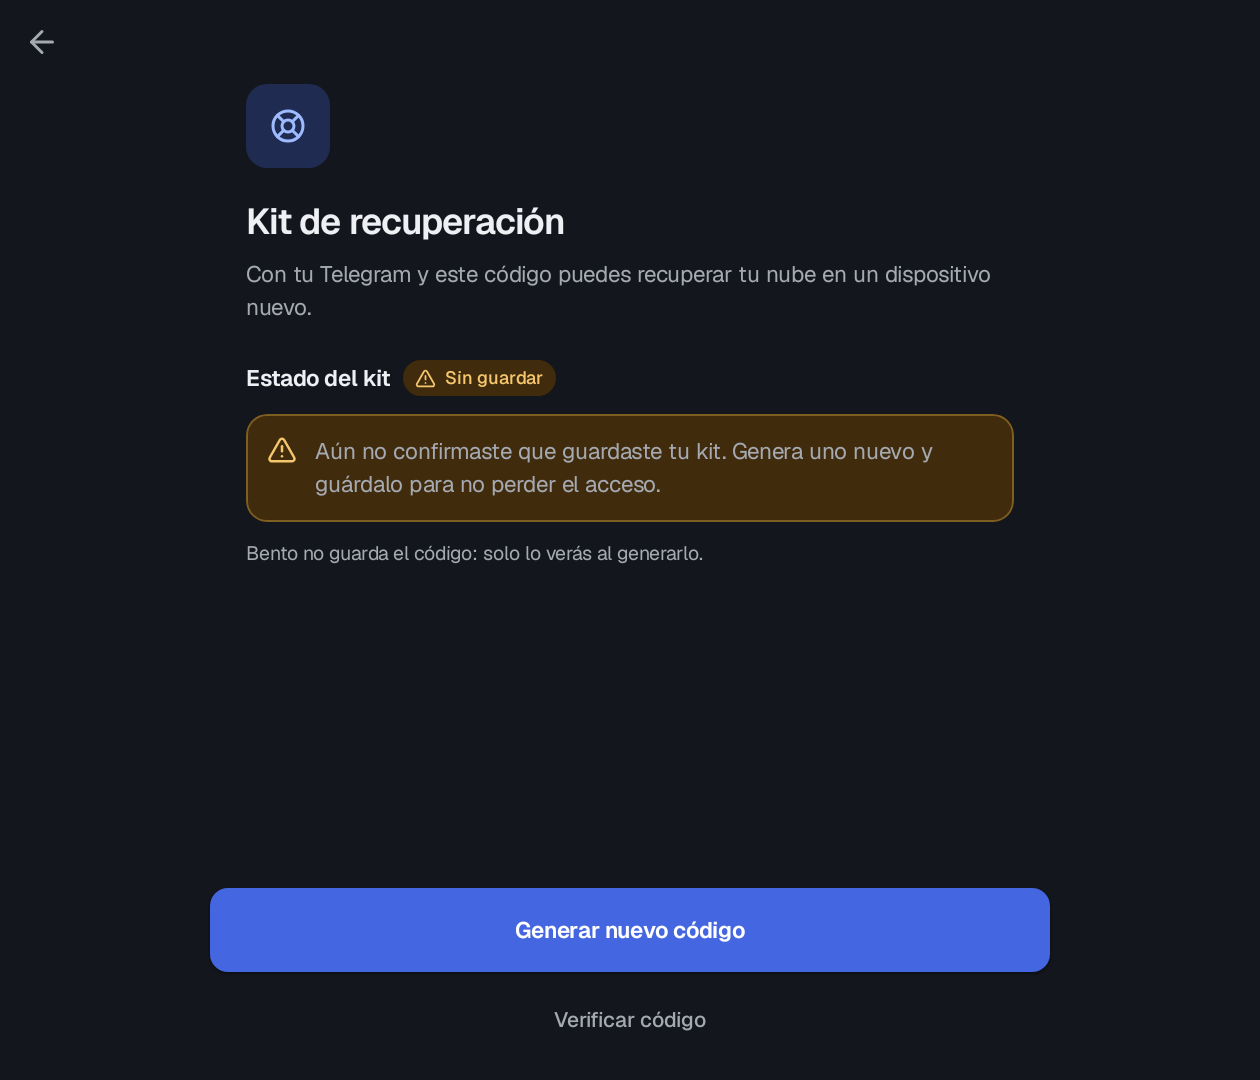 Kit de recuperación
Con tu Telegram y este código puedes recuperar tu nube en un dispositivo
nuevo.
Estado del kit
Sin guardar
Aún no confirmaste que guardaste tu kit. Genera uno nuevo y
guárdalo para no perder el acceso.
Bento no guarda el código: solo lo verás al generarlo.
Generar nuevo código
Verificar código